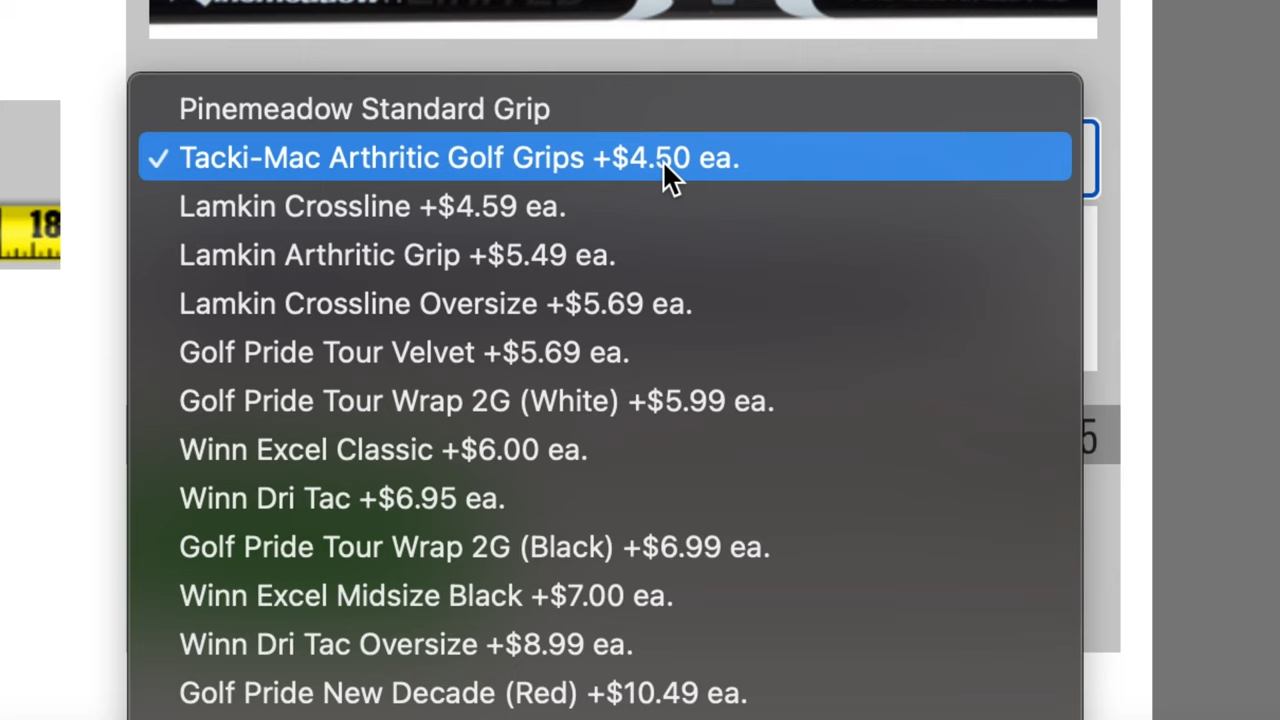 Pinemeadow Standard Grip
✓ Tacki-Mac Arthritic Golf Grips +$4.50 ea.
Lamkin Crossline +$4.59 ea.
18
Lamkin Arthritic Grip +$5.49 ea.
Lamkin Crossline Oversize +$5.69 ea.
Golf Pride Tour Velvet +$5.69 ea.
Golf Pride Tour Wrap 2G (White) +$5.99 ea.
5
Winn Excel Classic +$6.00 ea.
Winn Dri Tac +$6.95 ea.
Golf Pride Tour Wrap 2G (Black) +$6.99 ea.
Winn Excel Midsize Black +$7.00 ea.
Winn Dri Tac Oversize +$8.99 ea.
Golf Pride New Decade (Red) +$10.49 ea.